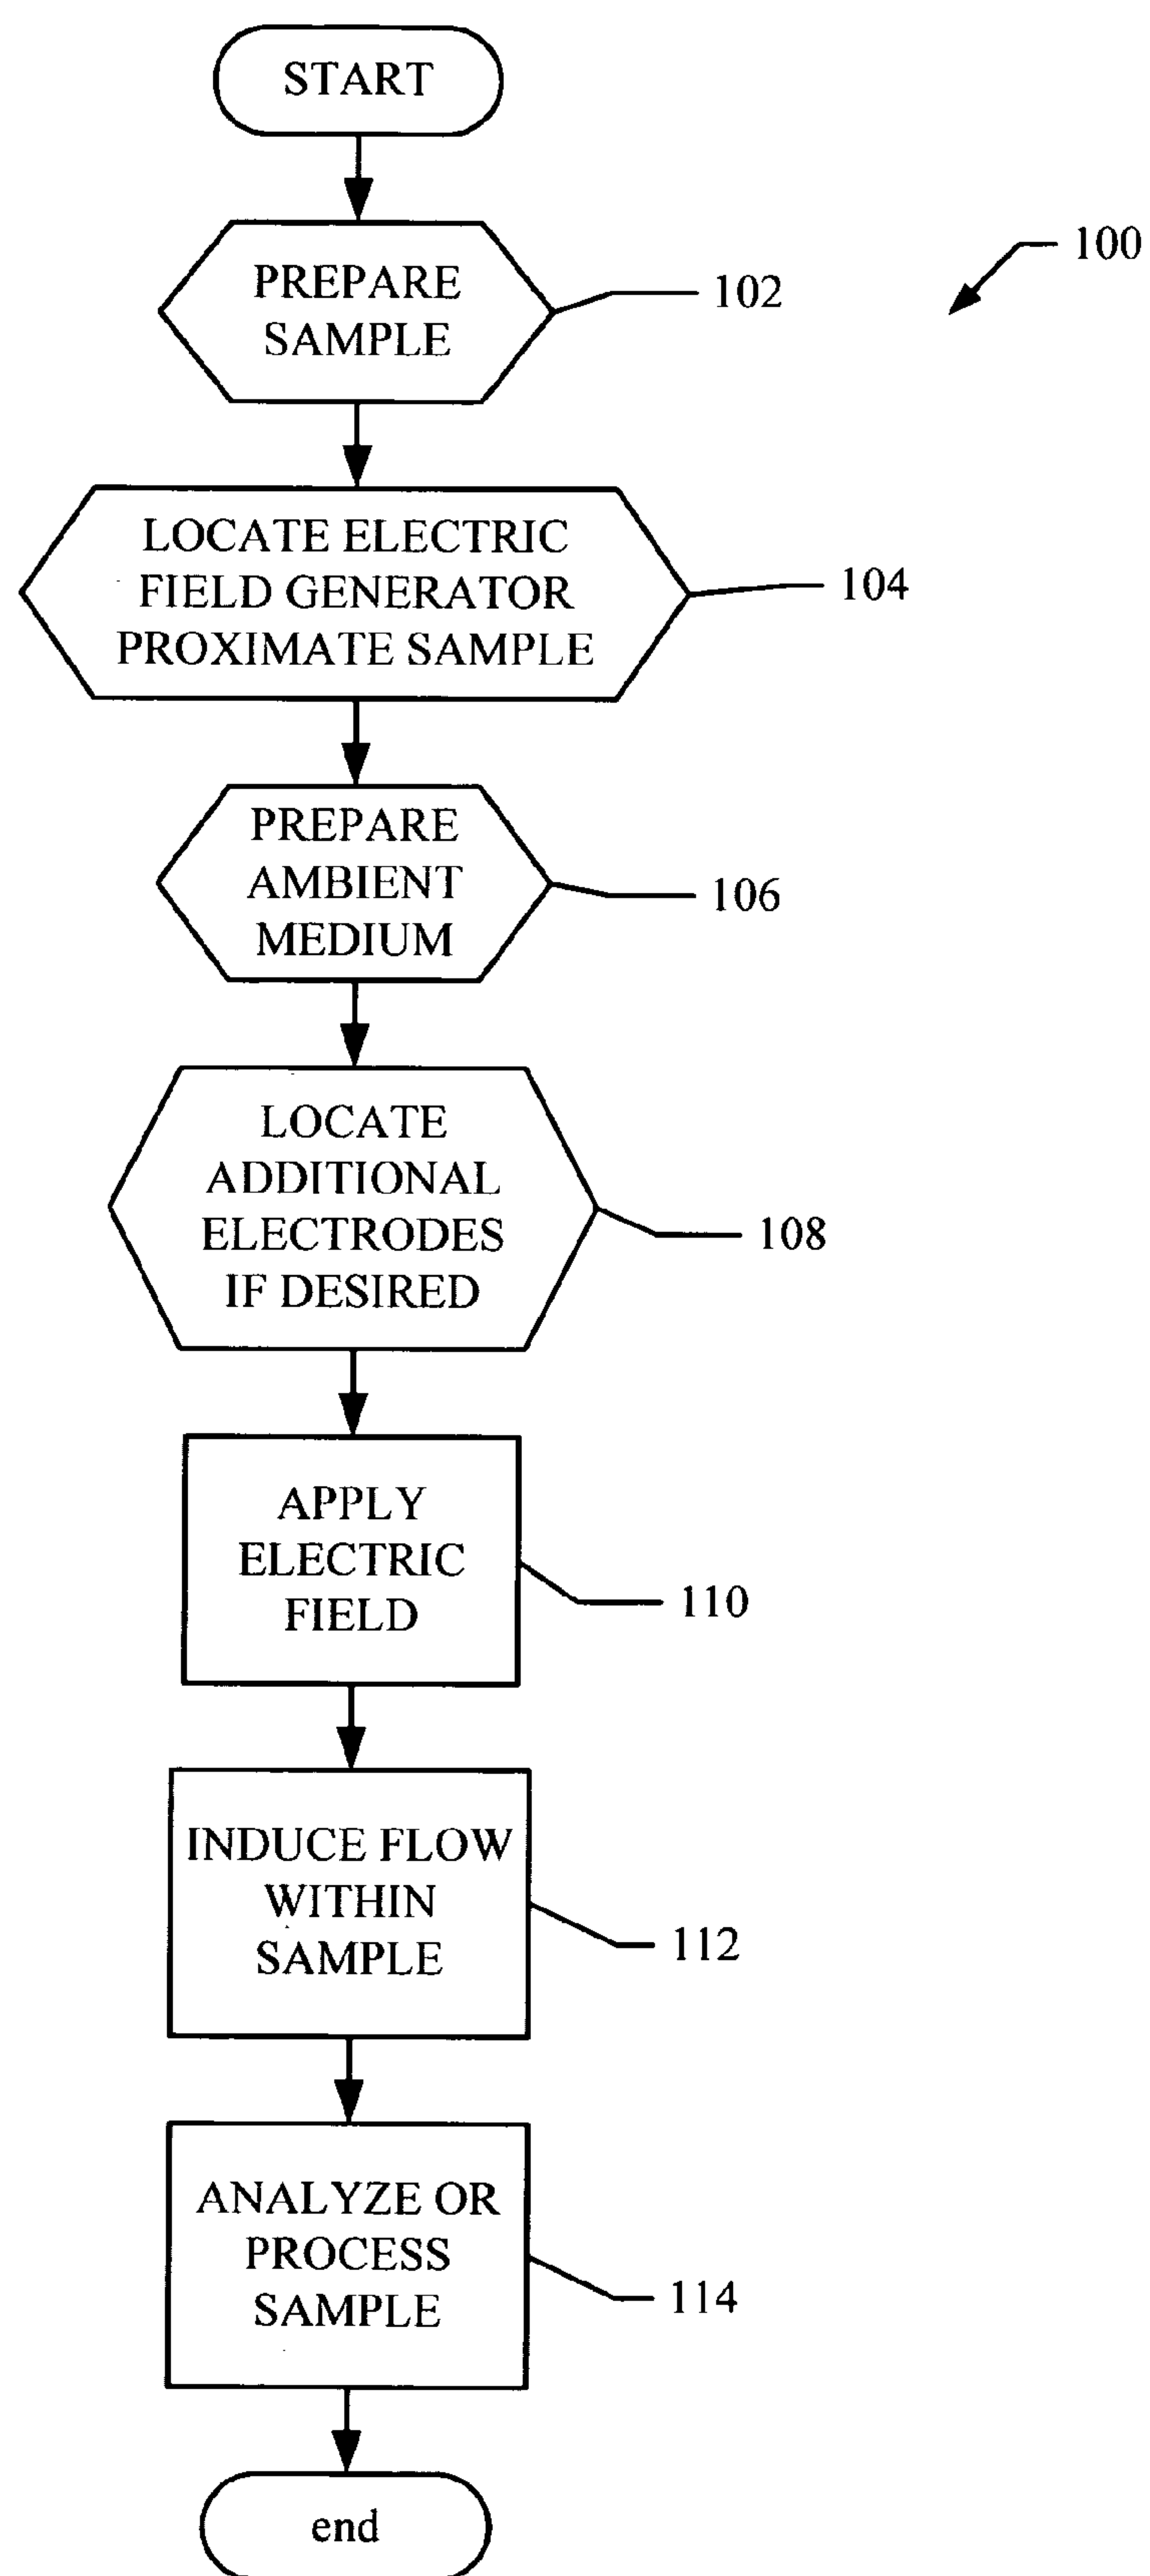 START
100
PREPARE
SAMPLE
102
LOCATE ELECTRIC
FIELD GENERATOR
PROXIMATE SAMPLE
104
PREPARE
AMBIENT
MEDIUM
106
LOCATE
ADDITIONAL
ELECTRODES
IF DESIRED
108
APPLY
ELECTRIC
FIELD
110
INDUCE FLOW
WITHIN
SAMPLE
112
ANALYZE OR
PROCESS
SAMPLE
114
end